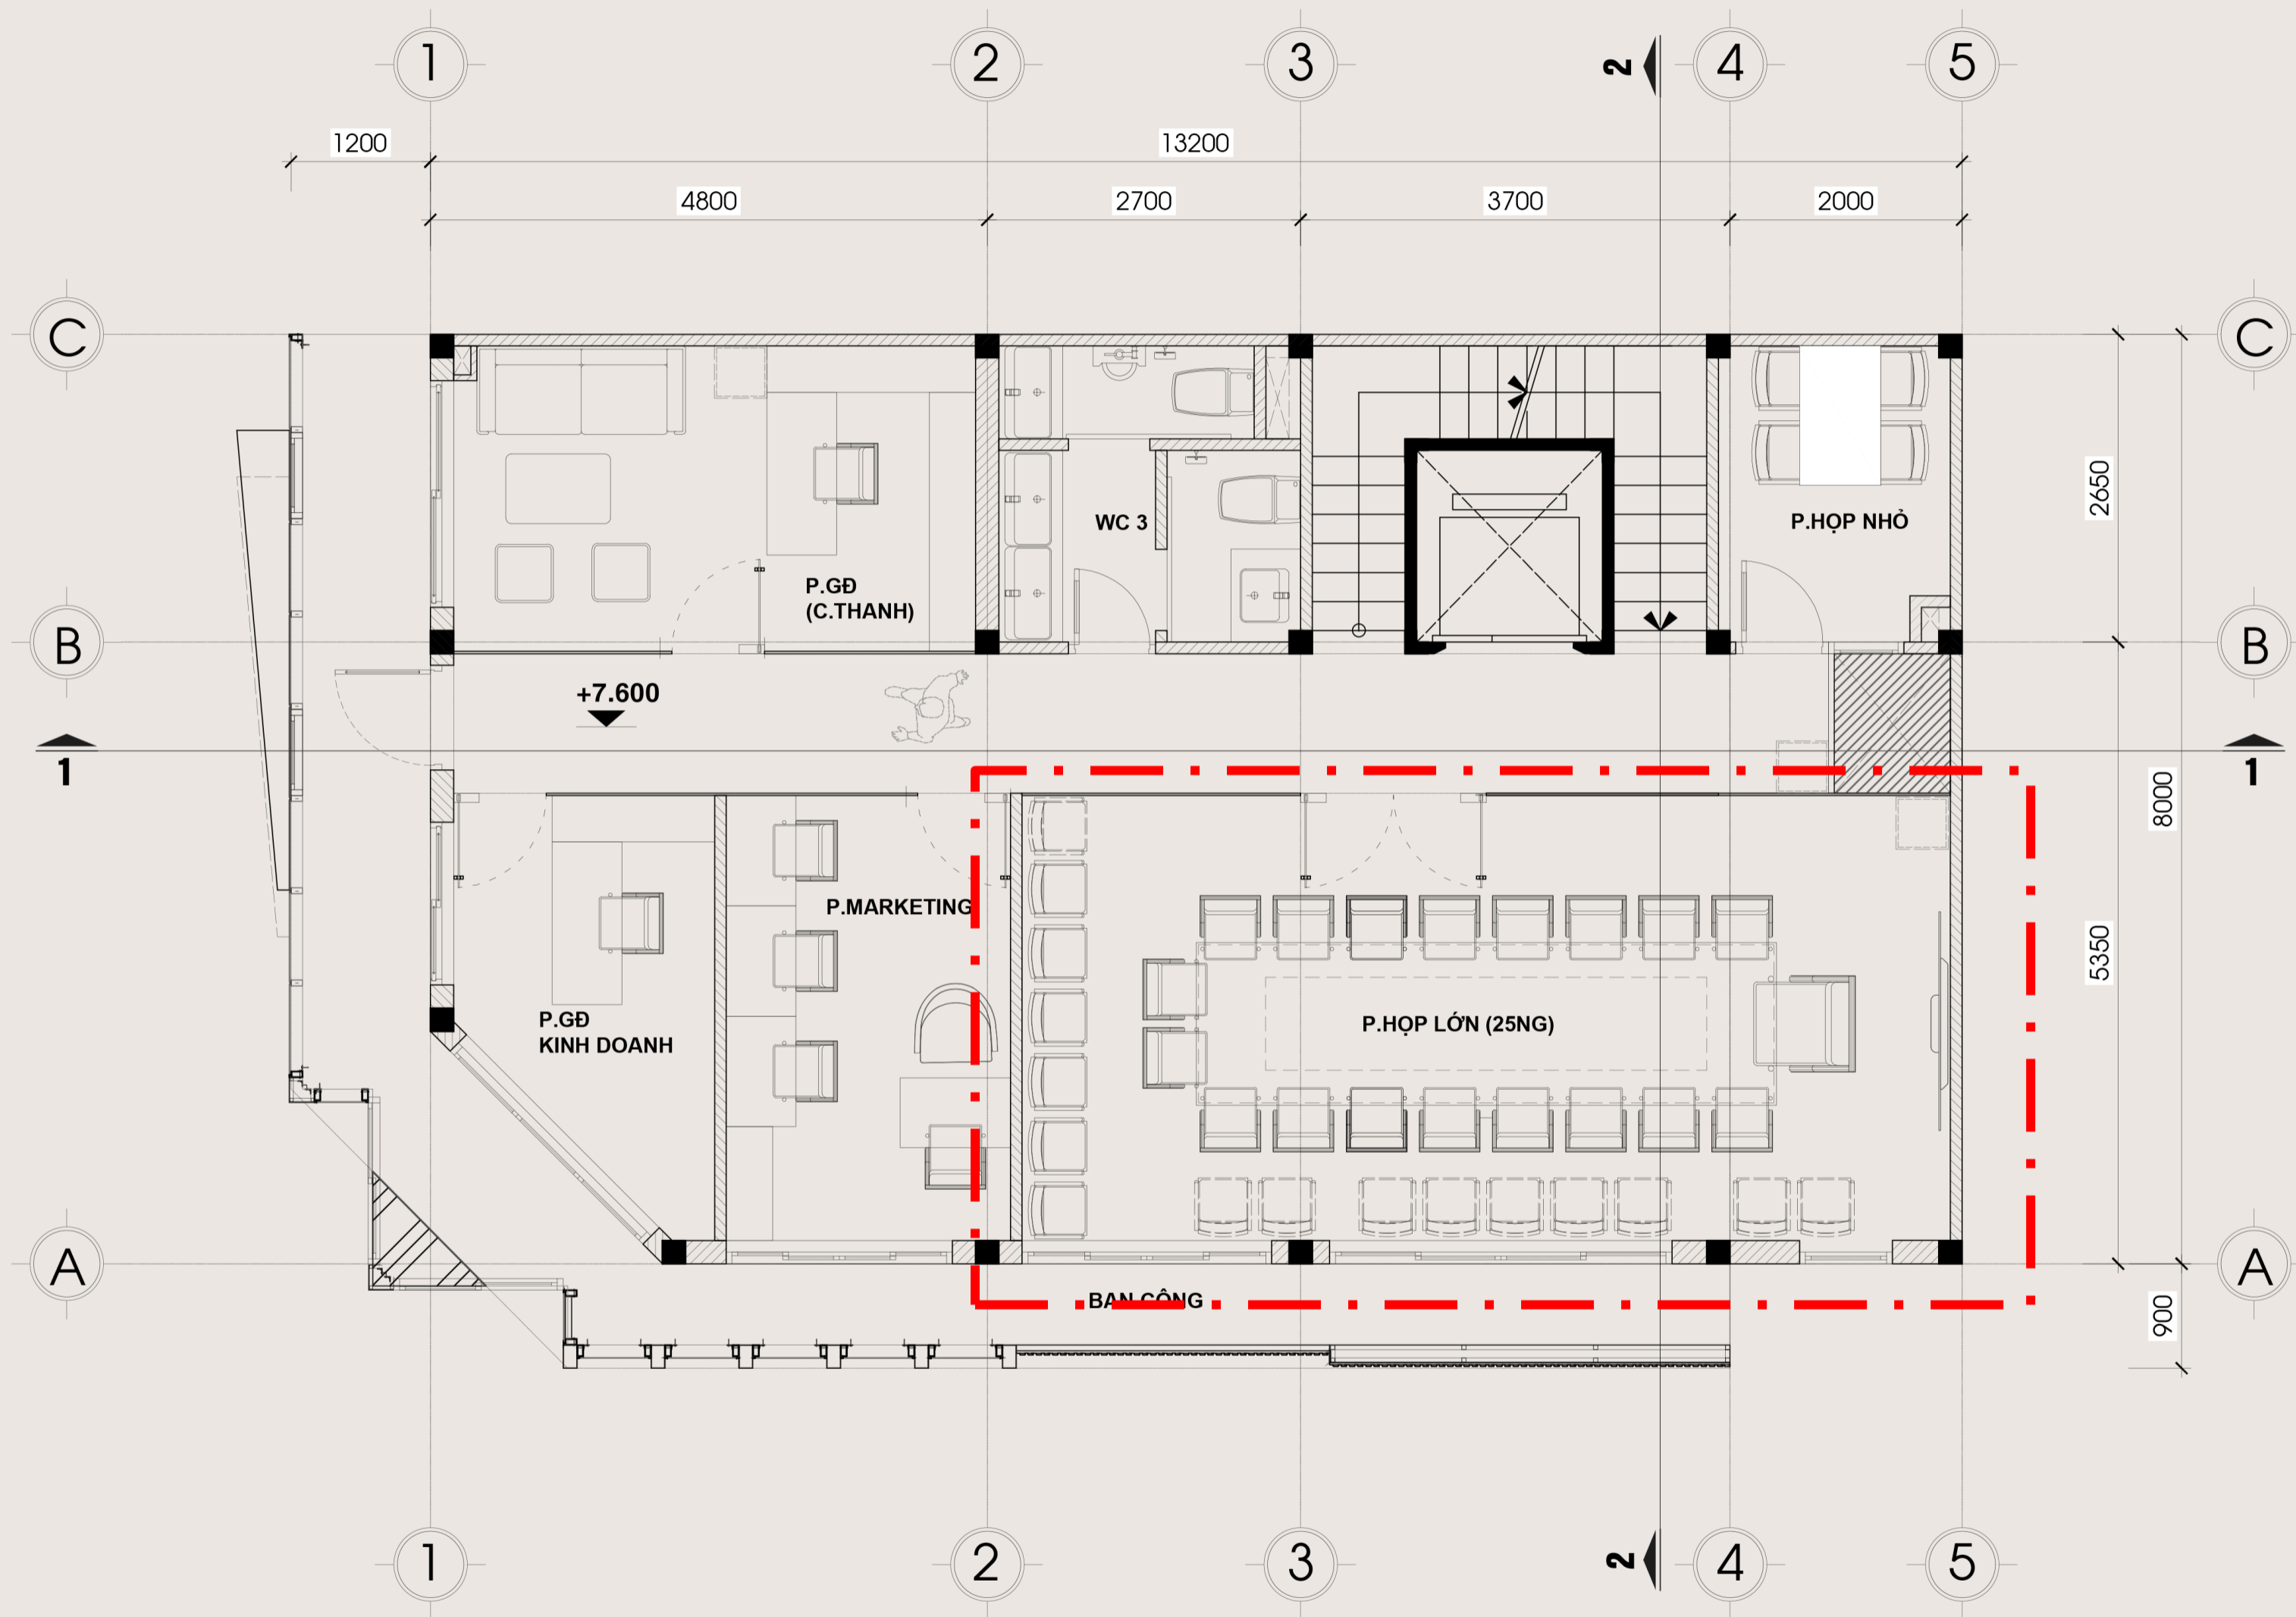 1 2 3 2 4 5
1200 13200
4800 2700 3700 2000
C C
2650
WC 3
P.HỌP NHỎ
P.GĐ
(C.THANH)
B B
+7.600
1 1
8000
P.MARKETING
5350
P.GĐ
KINH DOANH
P.HỌP LỚN (25NG)
A A
BAN CÔNG
900
1 2 3 2 4 5